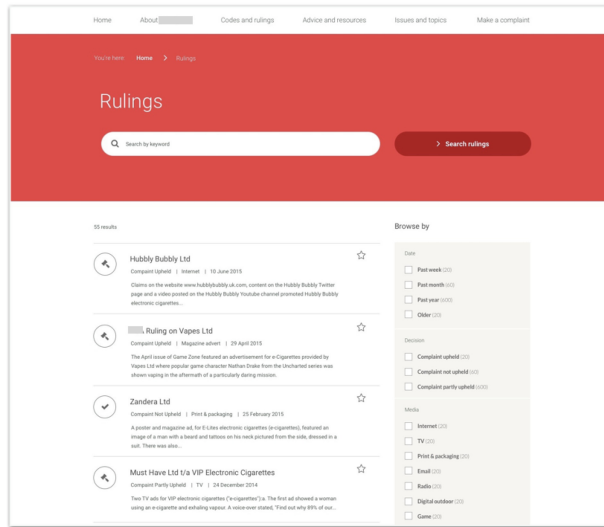 Home About Codes and rulings Advice and resources Issues and topics Make a complaint
You're here Home > Rulings
Rulings
Search by keyword
> Search rulings
55 results
Browse by
Hubbly Bubbly Ltd
Compaint Upheld | Internet | 10 June 2015
Claims on the website www.hubblybubbly.uk.com, content on the Hubbly Bubbly Twitter
page and a video posted on the Hubbly Bubbly Youtube channel promoted Hubbly Bubbly
electronic cigarettes...
Ruling on Vapes Ltd
Compaint Upheld | Magazine advert | 29 April 2015
The April issue of Game Zone featured an advertisement for e-Cigarettes provided by
Vapes Ltd where popular game character Nathan Drake from the Uncharted series was
shown vaping in the aftermath of a particularly daring mission.
Zandera Ltd
Compaint Not Upheld | Print & packaging | 25 February 2015
A poster and magazine ad, for E-Lites electronic cigarettes (e-cigarettes), featured an
image of a man with a beard and tattoos on his neck pictured from the side, dressed in a
suit. There was also...
Must Have Ltd t/a VIP Electronic Cigarettes
Compaint Partly Upheld | TV | 24 December 2014
Two TV ads for VIP electronic cigarettes ("e-cigarettes"):a. The first ad showed a woman
using an e-cigarette and exhaling vapour. A voice-over stated, "Find out why 89% of our...
Date
Past week (20)
Past month (60)
Past year (600)
Older (20)
Decision
Complaint upheld (20)
Complaint not upheld (60)
Complaint partly upheld (600)
Media
Internet (20)
TV (20)
Print & packaging (20)
Email (20)
Radio (20)
Digital outdoor (20)
Game (20)